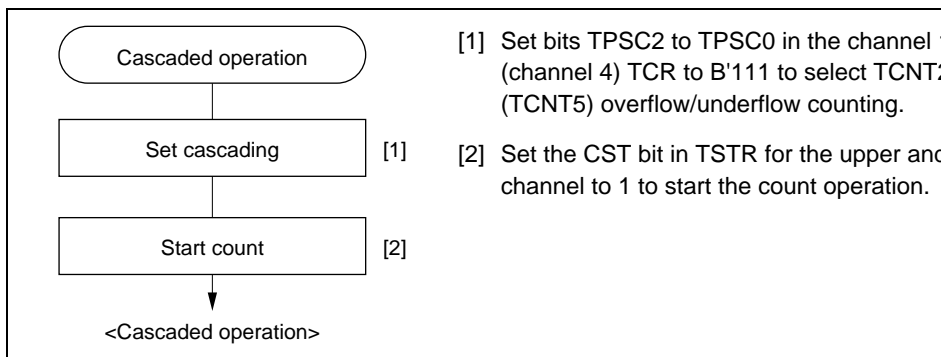 Cascaded operation
Set cascading
[1]
Start count
[2]
<Cascaded operation>
[1] Set bits TPSC2 to TPSC0 in the channel
(channel 4) TCR to B'111 to select TCNT2
(TCNT5) overflow/underflow counting.
[2] Set the CST bit in TSTR for the upper and
channel to 1 to start the count operation.